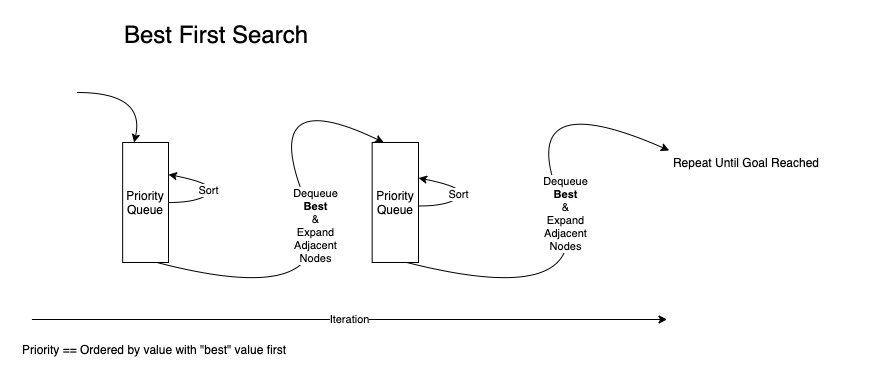 Best First Search
Priority
Queue
Sort
Dequeue
Best
&
Expand
Adjacent
Nodes
Priority
Queue
Sort
Dequeue
Best
&
Expand
Adjacent
Nodes
Repeat Until Goal Reached
Iteration
Priority == Ordered by value with "best" value first